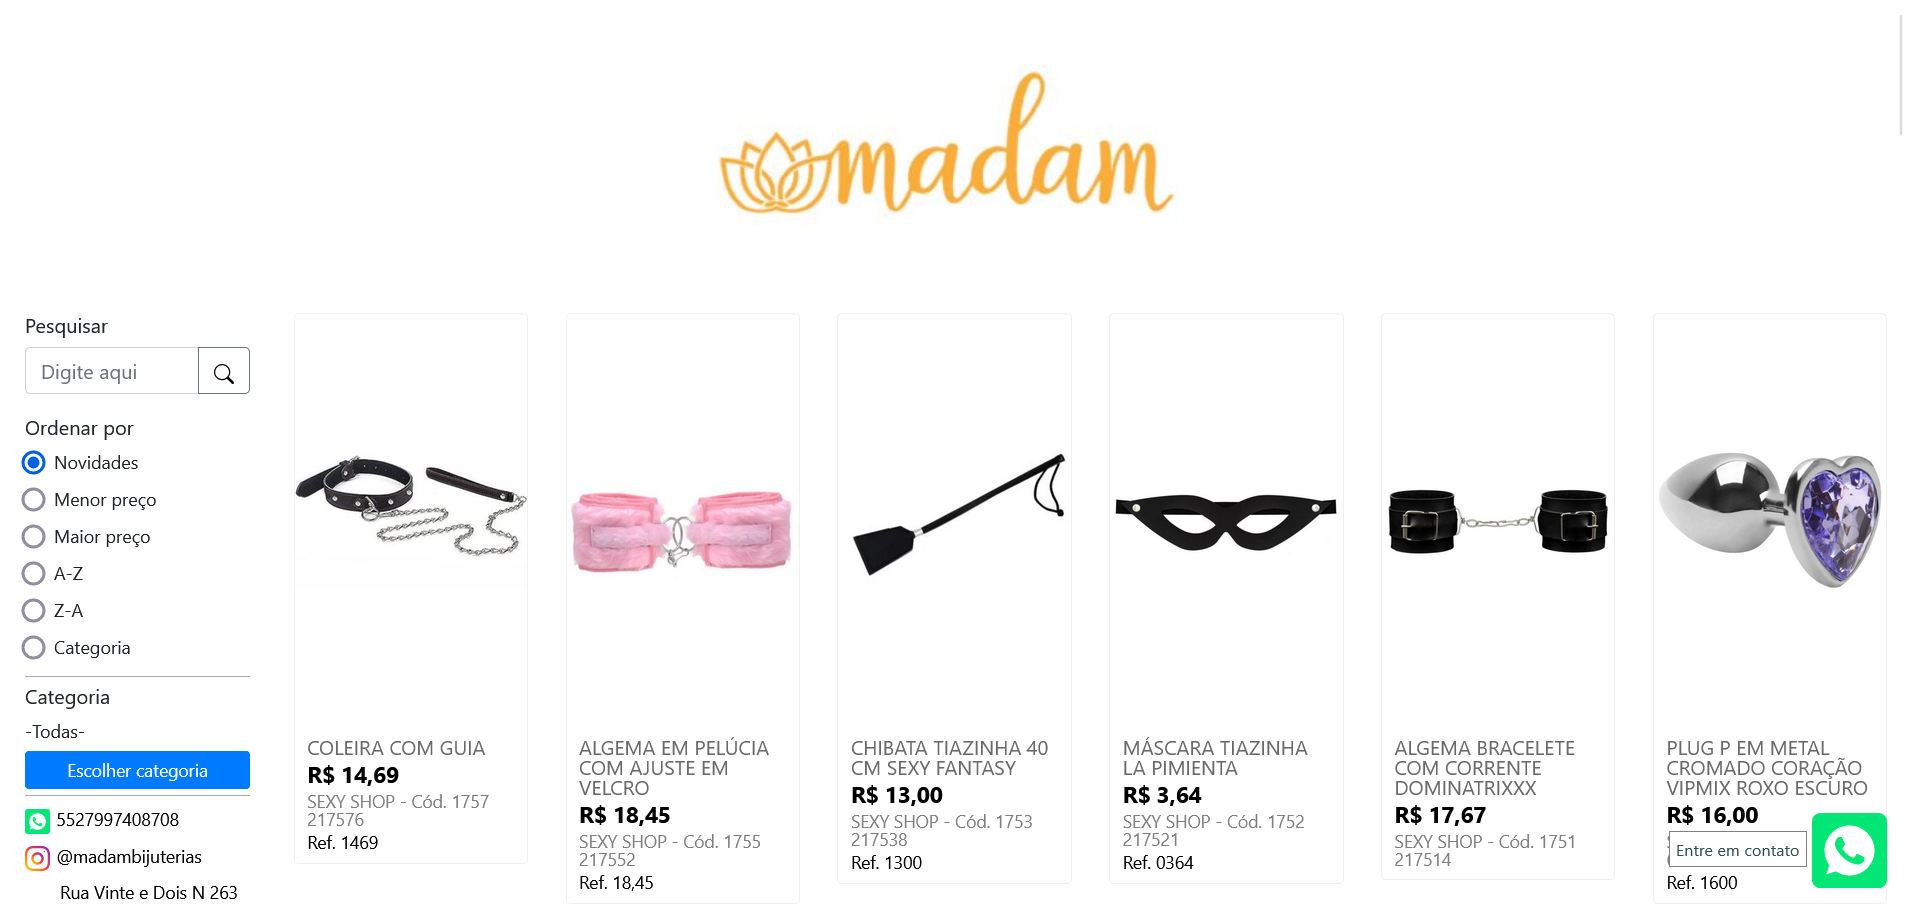 madam
Pesquisar
Digite aqui
Ordenar por
Novidades
Menor preço
Maior preço
A-Z
Z-A
Categoria
Categoria
-Todas-
Escolher categoria
5527997408708
@madambijuterias
Rua Vinte e Dois N 263
COLEIRA COM GUIA
R$ 14,69
SEXY SHOP - Cód. 1757
217576
Ref. 1469
ALGEMA EM PELÚCIA
COM AJUSTE EM
VELCRO
R$ 18,45
SEXY SHOP - Cód. 1755
217552
Ref. 18,45
CHIBATA TIAZINHA 40
CM SEXY FANTASY
R$ 13,00
SEXY SHOP - Cód. 1753
217538
Ref. 1300
MÁSCARA TIAZINHA
LA PIMIENTA
R$ 3,64
SEXY SHOP - Cód. 1752
217521
Ref. 0364
ALGEMA BRACELETE
COM CORRENTE
DOMINATRIXXX
R$ 17,67
SEXY SHOP - Cód. 1751
217514
PLUG P EM METAL
CROMADO CORAÇÃO
VIPMIX ROXO ESCURO
R$ 16,00
Entre em contato
Ref. 1600